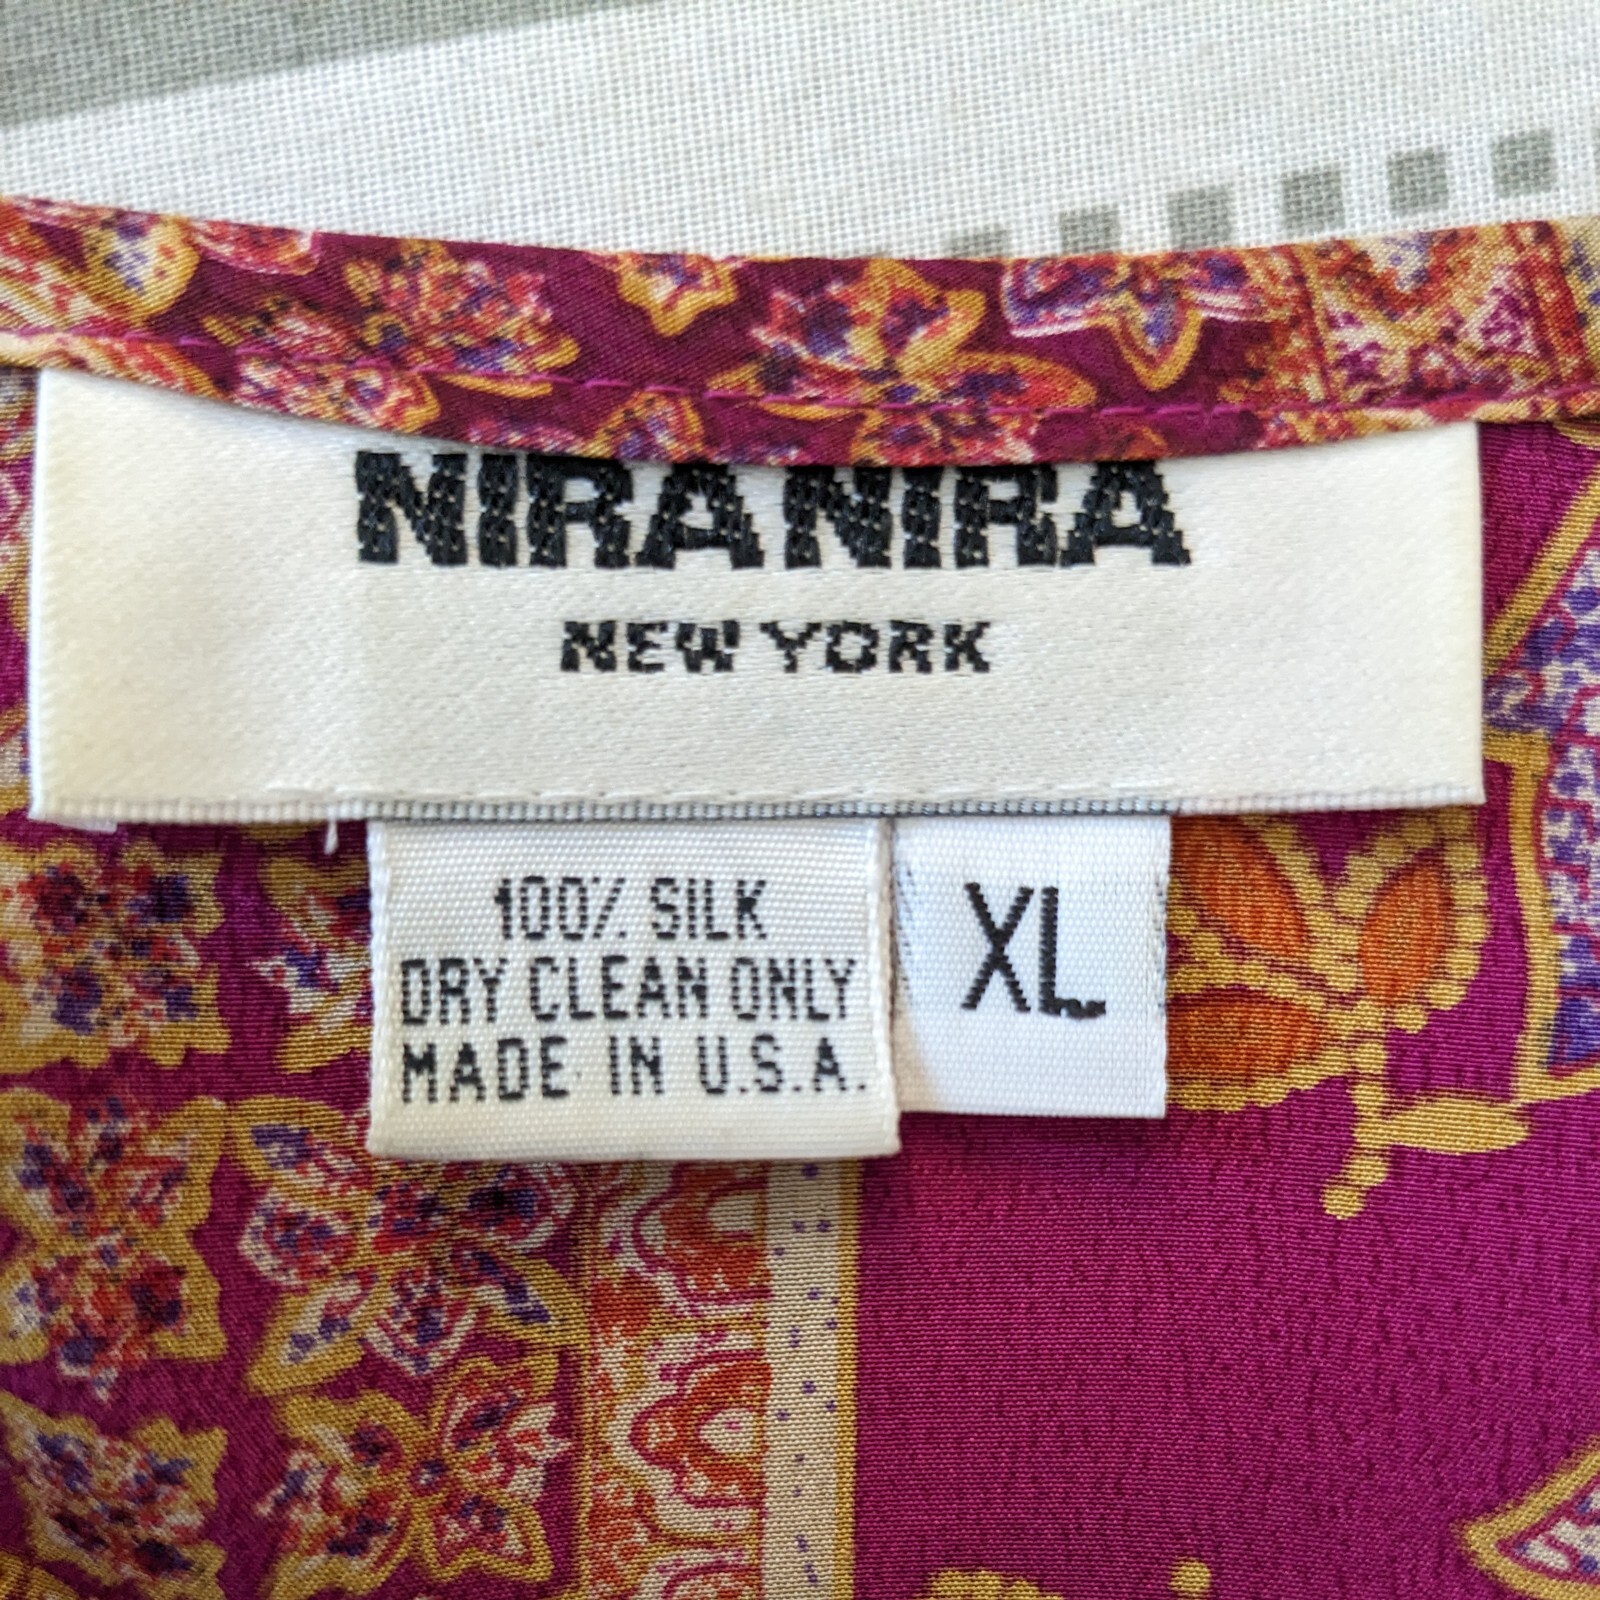 NIRA NIRA
NEW YORK
100% SILK
DRY CLEAN ONLY
MADE IN U.S.A.
XL